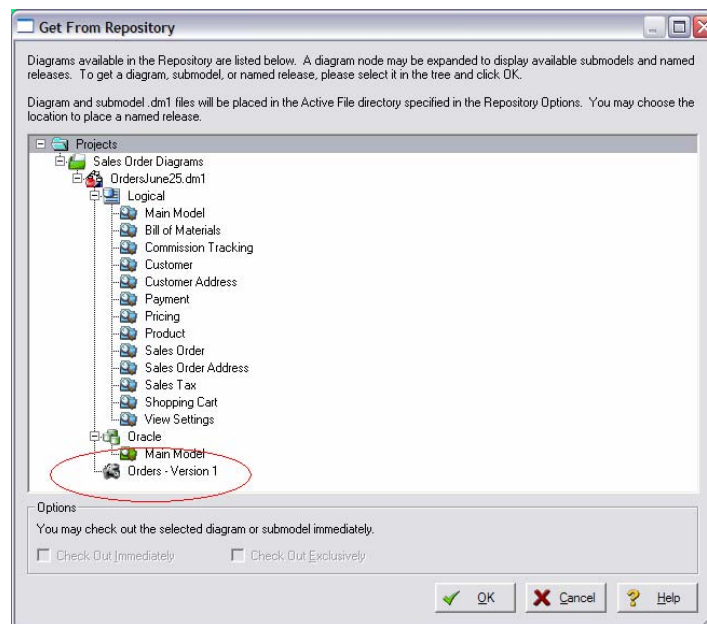 Get From Repository
Diagrams available in the Repository are listed below. A diagram node may be expanded to display available submodels and named
releases. To get a diagram, submodel, or named release, please select it in the tree and click OK.
Diagram and submodel .dm1 files will be placed in the Active File directory specified in the Repository Options. You may choose the
location to place a named release.
Projects
Sales Order Diagrams
OrdersJune25.dm1
Logical
Main Model
Bill of Materials
Commission Tracking
Customer
Customer Address
Payment
Pricing
Product
Sales Order
Sales Order Address
Sales Tax
Shopping Cart
View Settings
Oracle
Main Model
Orders - Version 1
Options
You may check out the selected diagram or submodel immediately.
Check Out Immediately Check Out Exclusively
OK Cancel Help